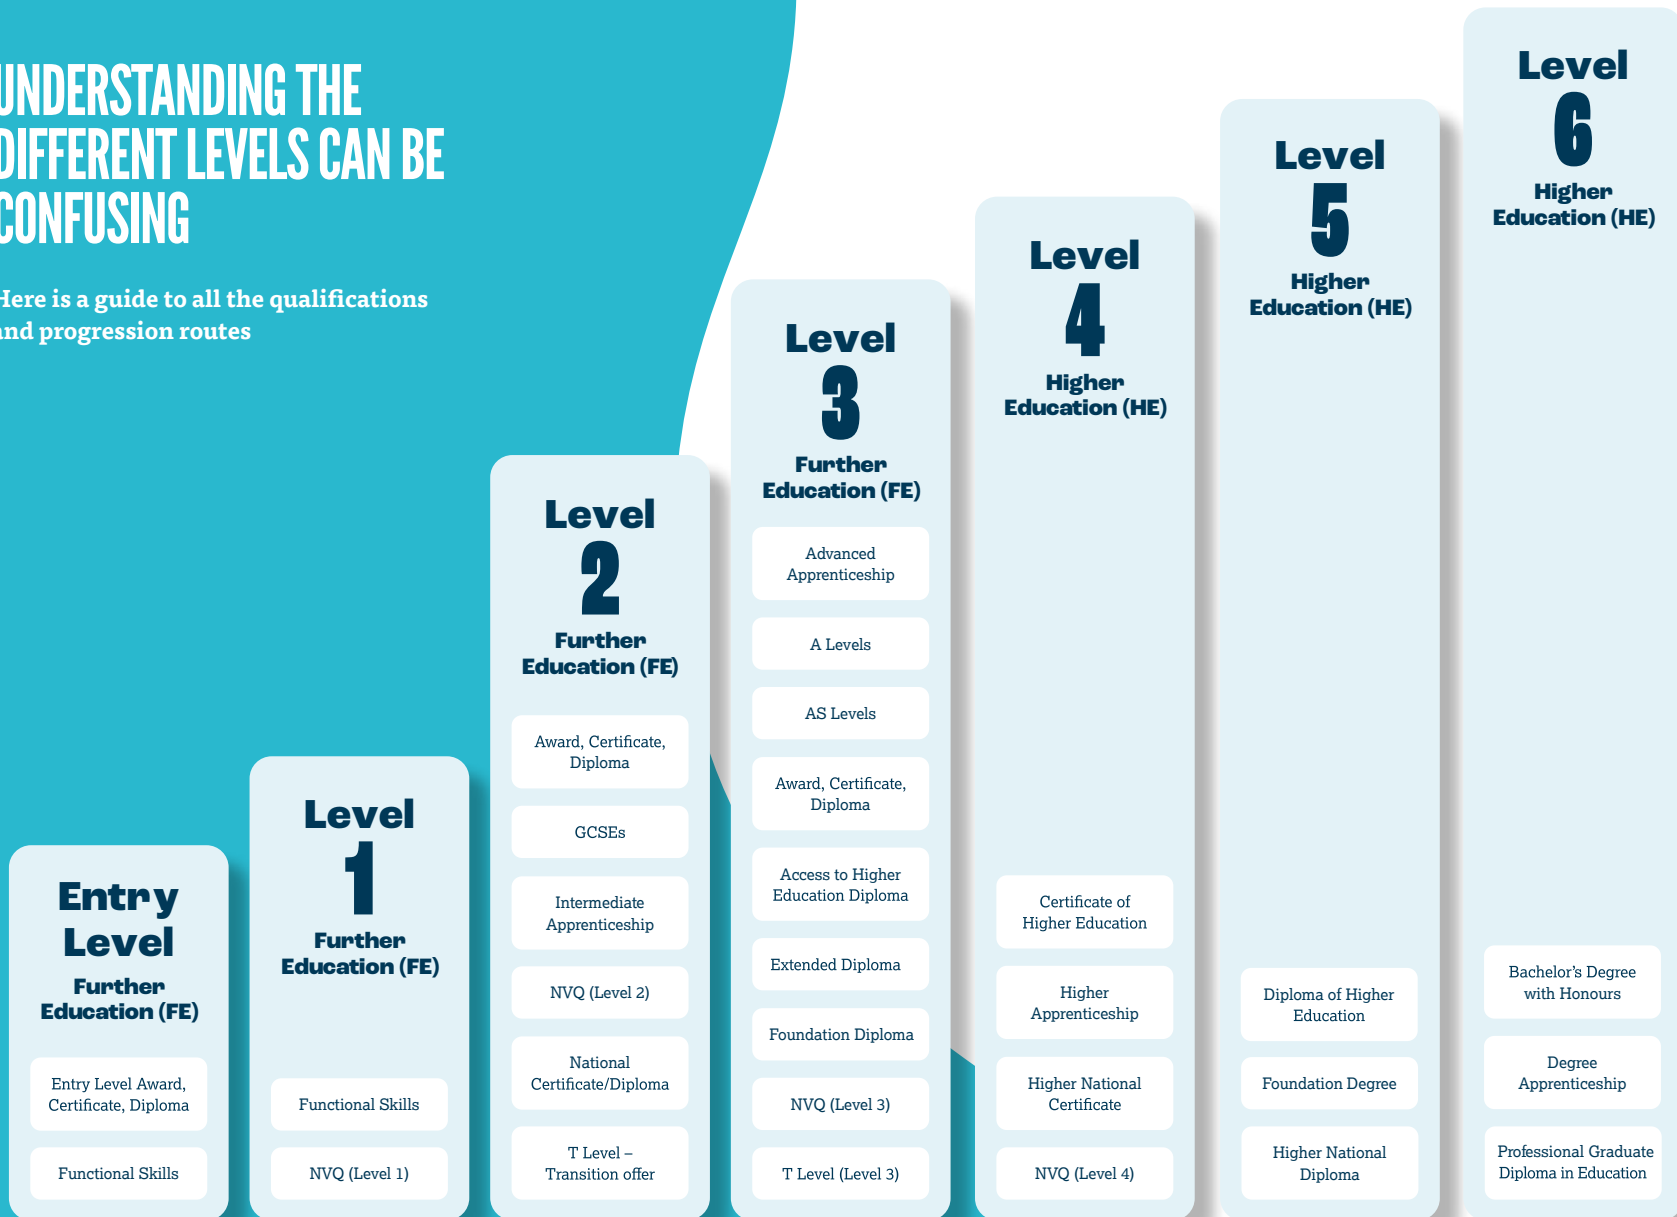 UNDERSTANDING THE
DIFFERENT LEVELS CAN BE
CONFUSING
Here is a guide to all the qualifications
and progression routes
Entry
Level
Further
Education (FE)
Entry Level Award,
Certificate, Diploma
Functional Skills
Level
1
Further
Education (FE)
Functional Skills
NVQ (Level 1)
Level
2
Further
Education (FE)
Award, Certificate,
Diploma
GCSEs
Intermediate
Apprenticeship
NVQ (Level 2)
National
Certificate/Diploma
T Level –
Transition offer
Level
3
Further
Education (FE)
Advanced
Apprenticeship
A Levels
AS Levels
Award, Certificate,
Diploma
Access to Higher
Education Diploma
Extended Diploma
Foundation Diploma
NVQ (Level 3)
T Level (Level 3)
Level
4
Higher
Education (HE)
Certificate of
Higher Education
Higher
Apprenticeship
Higher National
Certificate
NVQ (Level 4)
Level
5
Higher
Education (HE)
Diploma of Higher
Education
Foundation Degree
Higher National
Diploma
Level
6
Higher
Education (HE)
Bachelor’s Degree
with Honours
Degree
Apprenticeship
Professional Graduate
Diploma in Education